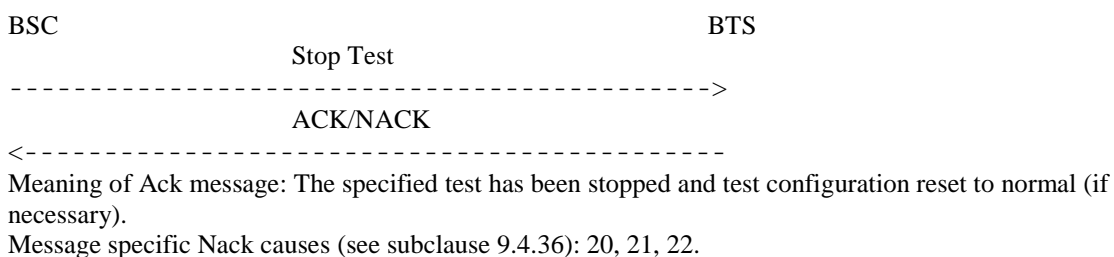 BSC BTS
Stop Test
-------------------------------------------->
ACK/NACK
<--------------------------------------------
Meaning of Ack message: The specified test has been stopped and test configuration reset to normal (if
necessary).
Message specific Nack causes (see subclause 9.4.36): 20, 21, 22.